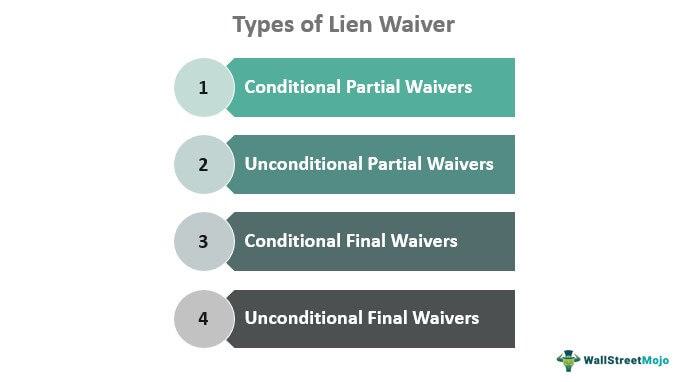 Types of Lien Waiver
1
Conditional Partial Waivers
2
Unconditional Partial Waivers
3
Conditional Final Waivers
4
Unconditional Final Waivers
WallStreetMojo